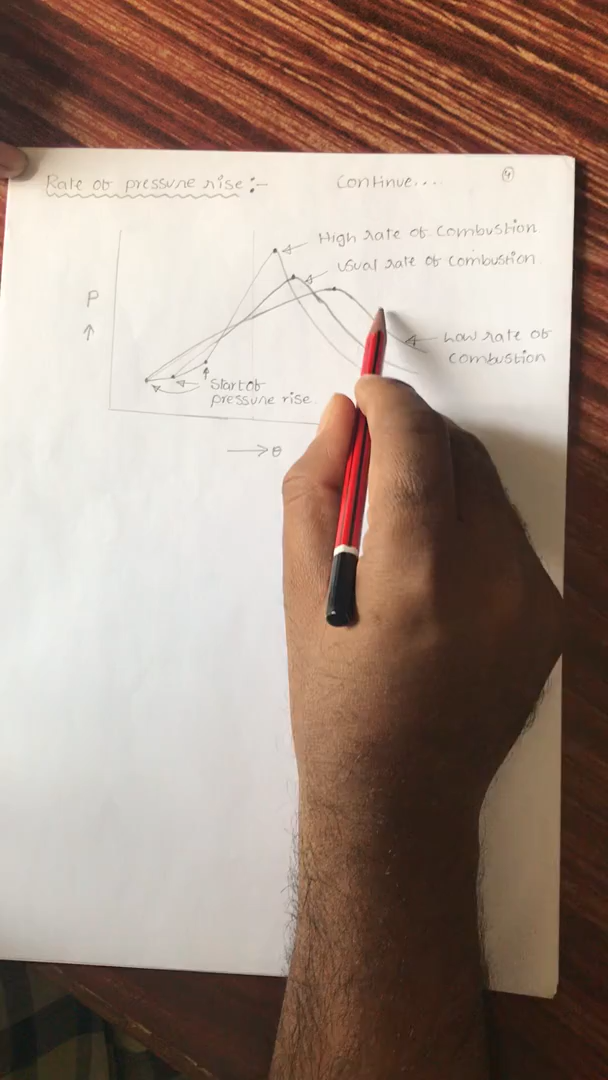 Rate of pressure rise:- Continue.... 4
High rate of combustion
usual rate of combustion.
P
Low rate of
combustion
Start of
pressure rise.
θ